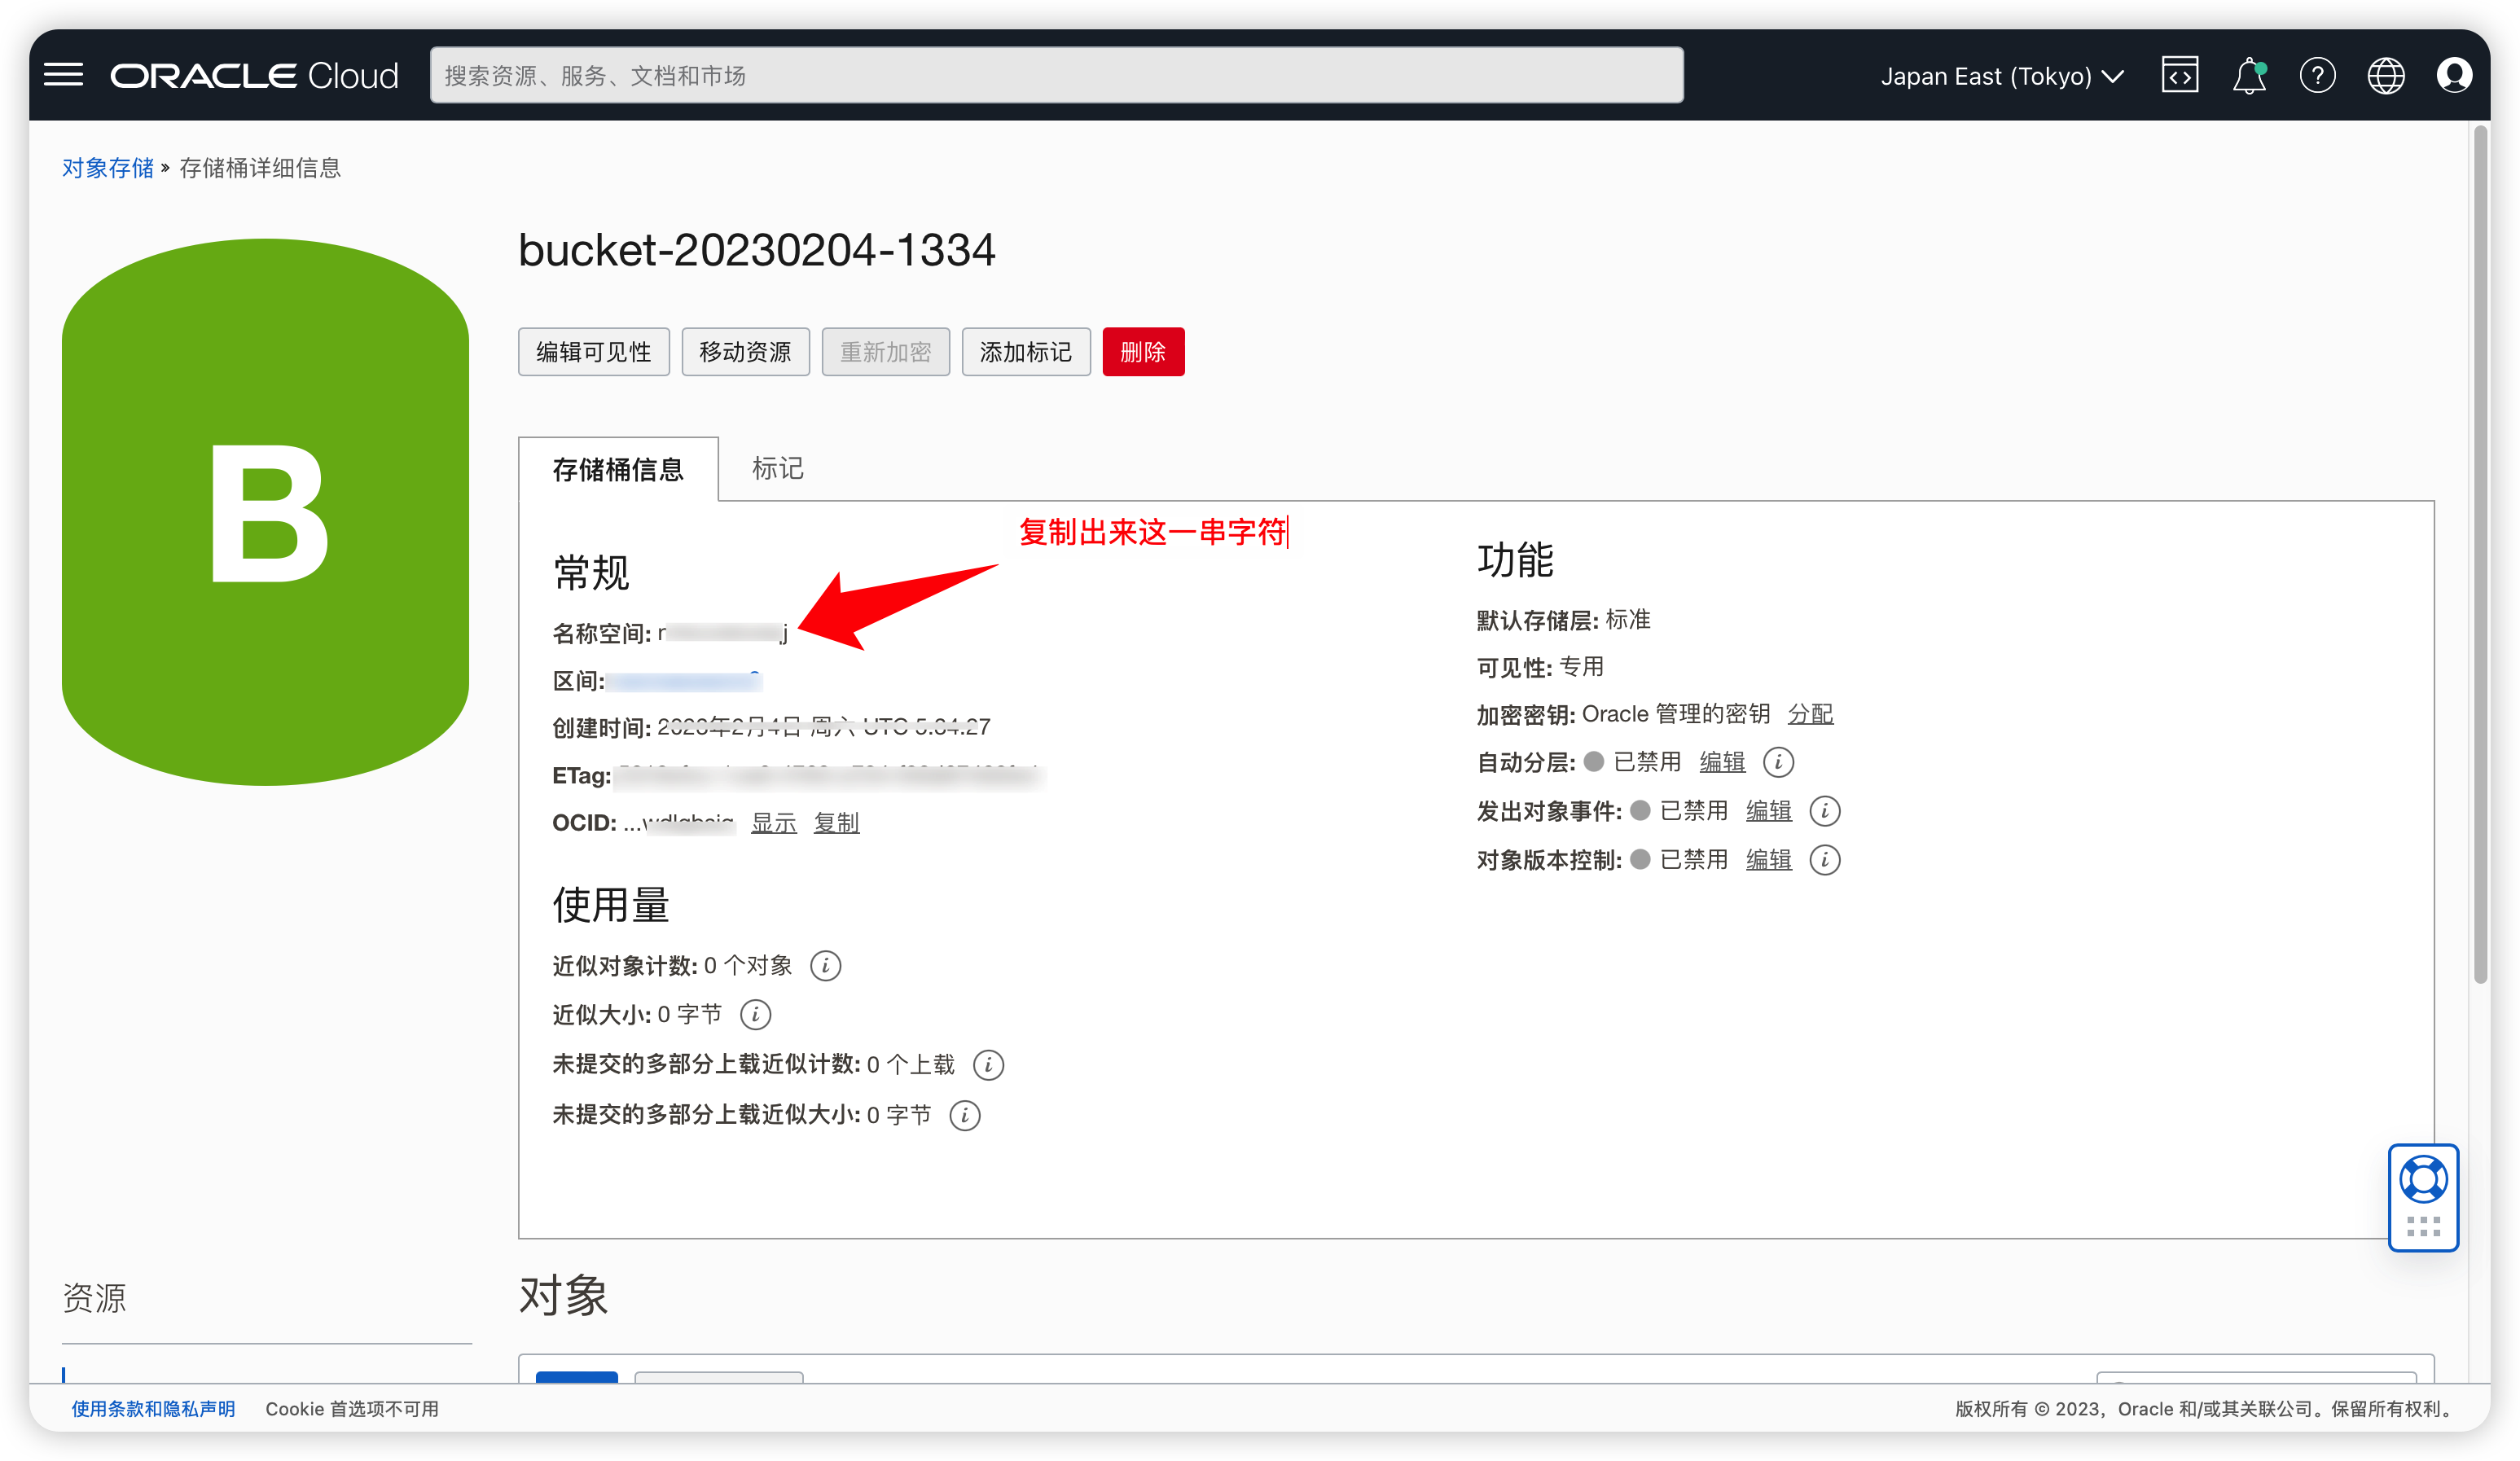 ORACLE Cloud
搜索资源、服务、文档和市场
Japan East (Tokyo)
对象存储 » 存储桶详细信息
B
bucket-20230204-1334
编辑可见性 移动资源 重新加密 添加标记 删除
存储桶信息 标记
复制出来这一串字符
常规
名称空间:
区间:
创建时间: 2023年2月4日 周六 UTC
ETag:
OCID: 显示 复制
使用量
近似对象计数: 0 个对象
近似大小: 0 字节
未提交的多部分上载近似计数: 0 个上载
未提交的多部分上载近似大小: 0 字节
功能
默认存储层: 标准
可见性: 专用
加密密钥: Oracle 管理的密钥 分配
自动分层: 已禁用 编辑
发出对象事件: 已禁用 编辑
对象版本控制: 已禁用 编辑
资源
对象
使用条款和隐私声明 Cookie 首选项不可用
版权所有 © 2023，Oracle 和/或其关联公司。保留所有权利。